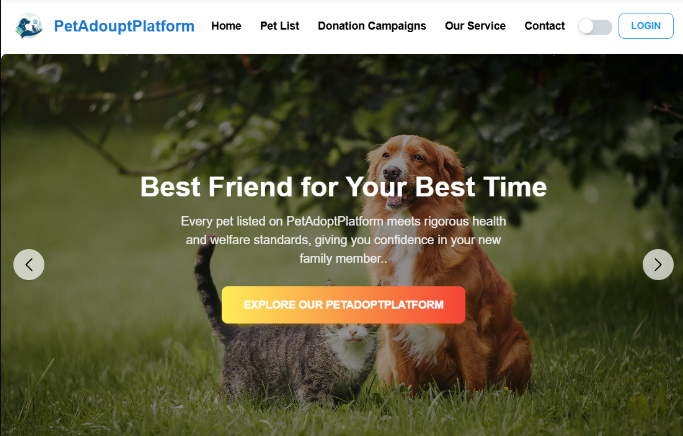 PetAdouptPlatform Home Pet List Donation Campaigns Our Service Contact LOGIN
Best Friend for Your Best Time
Every pet listed on PetAdoptPlatform meets rigorous health
and welfare standards, giving you confidence in your new
family member..
EXPLORE OUR PETADOPTPLATFORM